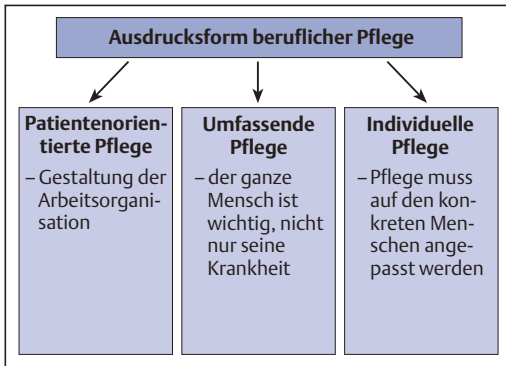 Ausdrucksform beruflicher Pflege
Patientenorien-
tierte Pflege
– Gestaltung der
Arbeitsorgani-
sation
Umfassende
Pflege
– der ganze
Mensch ist
wichtig, nicht
nur seine
Krankheit
Individuelle
Pflege
– Pflege muss
auf den kon-
kreten Men-
schen ange-
passt werden